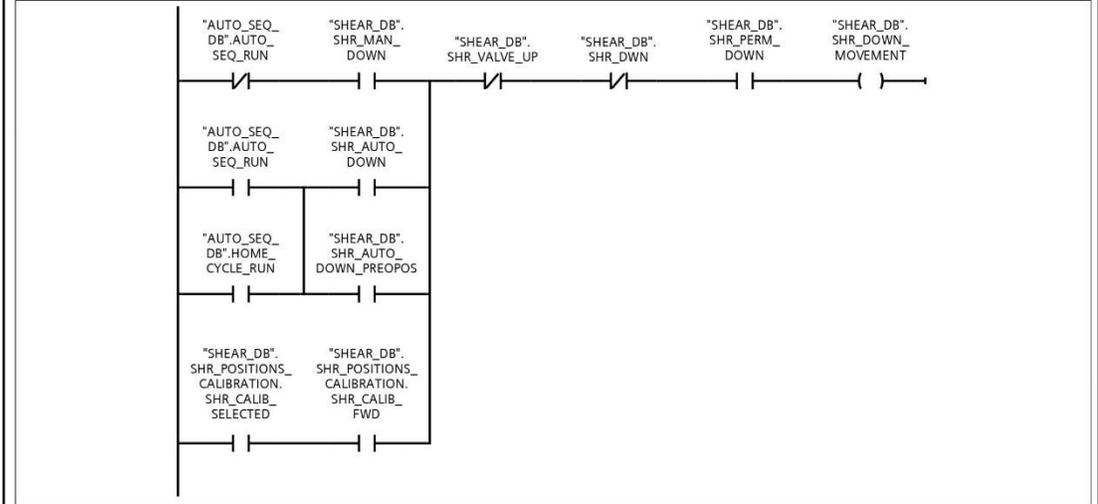 "AUTO_SEQ_
DB".AUTO_
SEQ_RUN
"SHEAR_DB".
SHR_MAN_
DOWN
"SHEAR_DB".
SHR_VALVE_UP
"SHEAR_DB".
SHR_DWN
"SHEAR_DB".
SHR_PERM_
DOWN
"SHEAR_DB".
SHR_DOWN_
MOVEMENT
"AUTO_SEQ_
DB".AUTO_
SEQ_RUN
"SHEAR_DB".
SHR_AUTO_
DOWN
"AUTO_SEQ_
DB".HOME_
CYCLE_RUN
"SHEAR_DB".
SHR_AUTO_
DOWN_PREOPOS
"SHEAR_DB".
SHR_POSITIONS_
CALIBRATION.
SHR_CALIB_
SELECTED
"SHEAR_DB".
SHR_POSITIONS_
CALIBRATION.
SHR_CALIB_
FWD